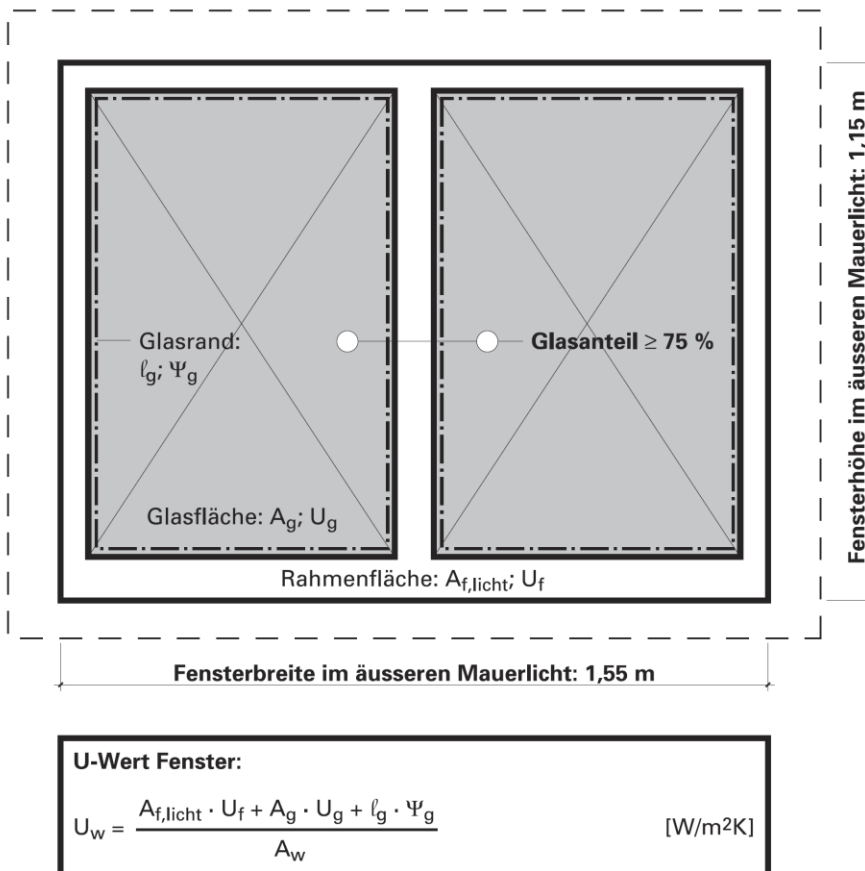 Glasrand:
ℓg; Ψg
Glasanteil ≥ 75 %
Glasfläche: Ag; Ug
Rahmenfläche: Af,licht; Uf
Fensterhöhe im äusseren Mauerlicht: 1,15 m
Fensterbreite im äusseren Mauerlicht: 1,55 m
U-Wert Fenster:
Uw = (Af,licht · Uf + Ag · Ug + ℓg · Ψg) / Aw [W/m²K]